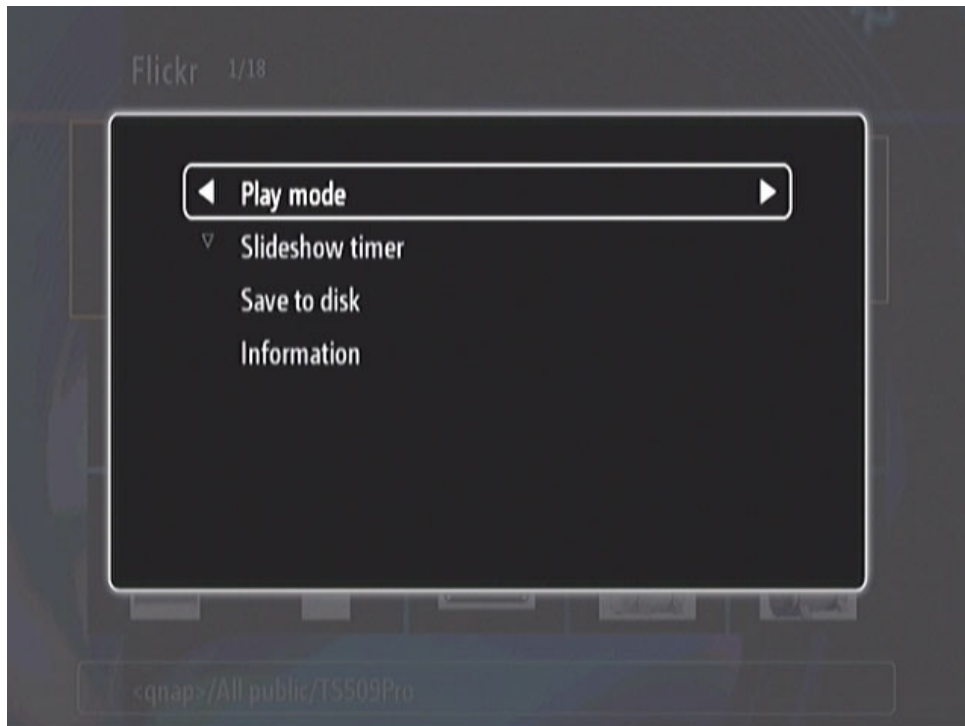 Flickr 1/18
Play mode
Slideshow timer
Save to disk
Information
<qnap>/All public/TS509Pro